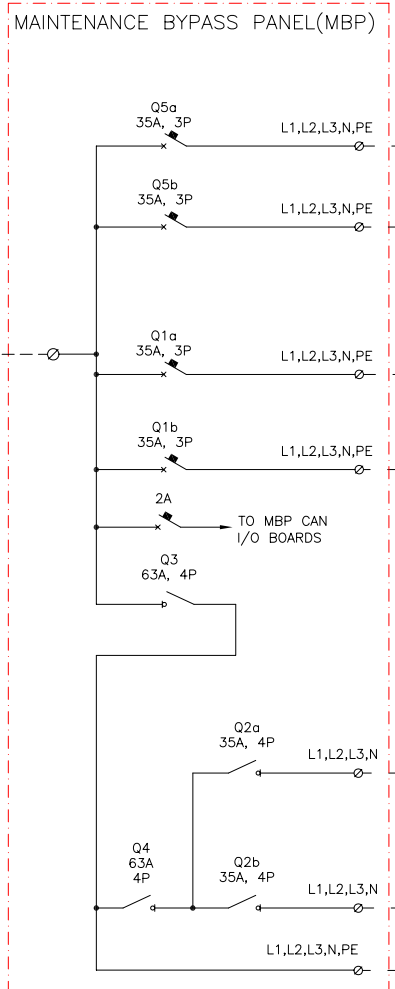 MAINTENANCE BYPASS PANEL(MBP)
Q5a
35A, 3P
L1,L2,L3,N,PE
Q5b
35A, 3P
L1,L2,L3,N,PE
Q1a
35A, 3P
L1,L2,L3,N,PE
Q1b
35A, 3P
L1,L2,L3,N,PE
2A
TO MBP CAN
I/O BOARDS
Q3
63A, 4P
Q2a
35A, 4P
L1,L2,L3,N
Q4
63A
4P
Q2b
35A, 4P
L1,L2,L3,N
L1,L2,L3,N,PE